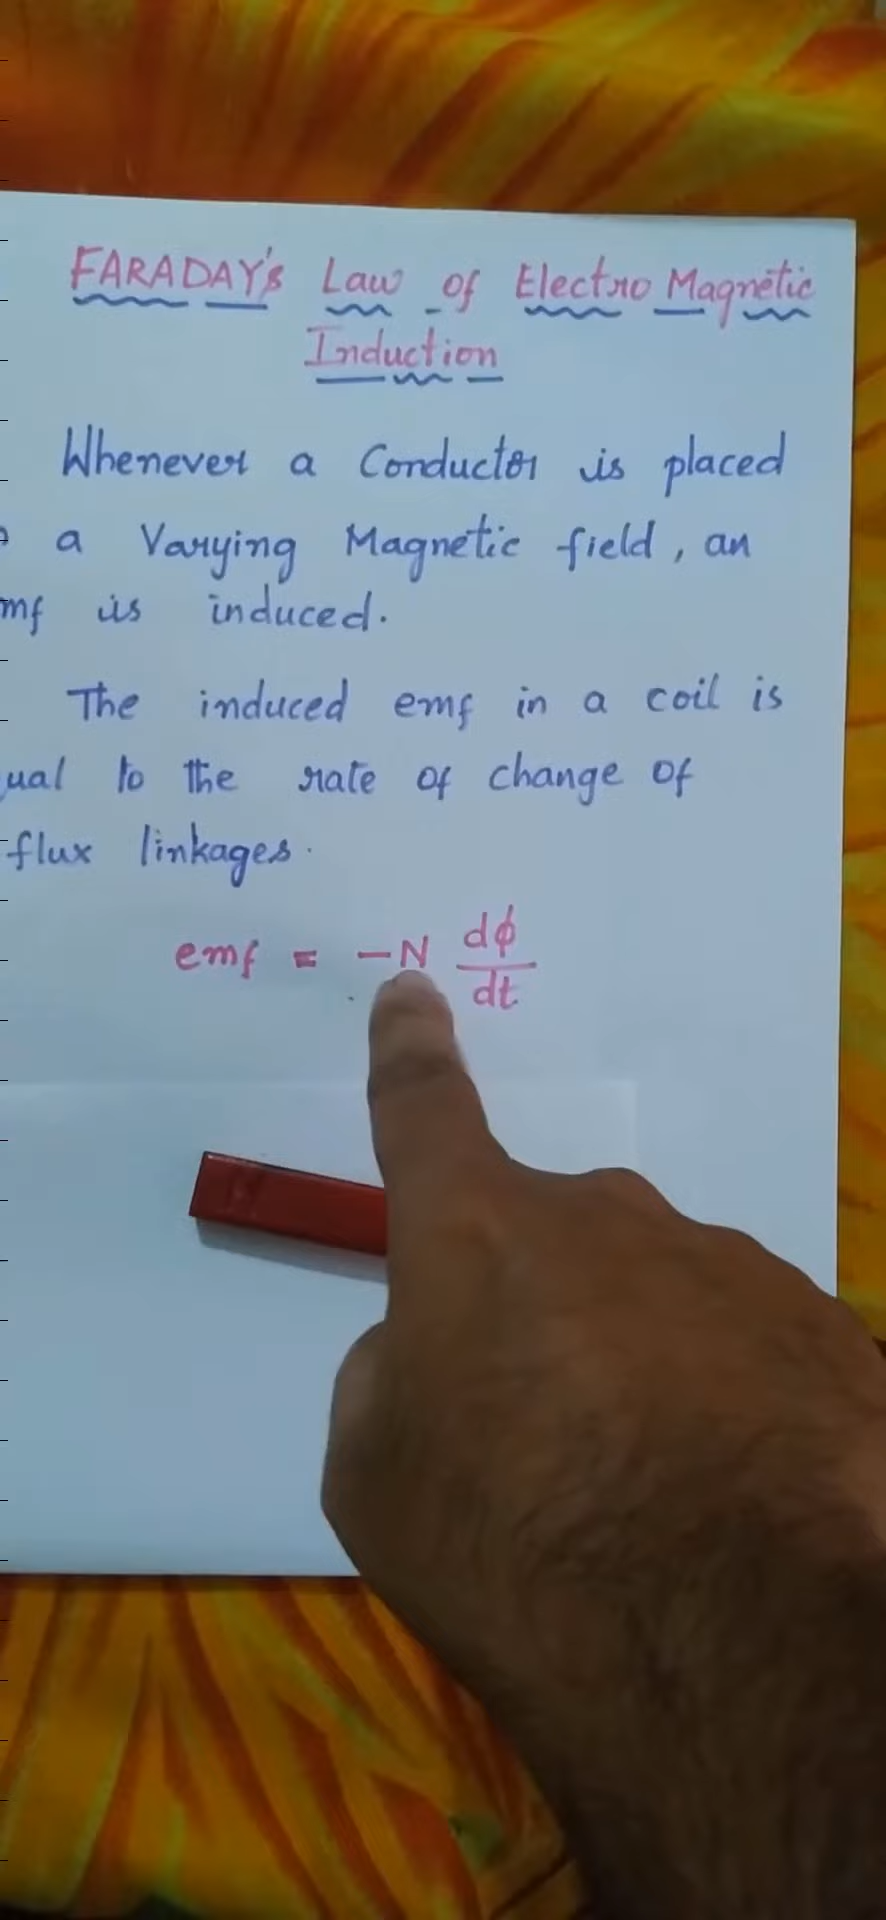 FARADAY's Law of Electro Magnetic
Induction
Whenever a Conductor is placed
a Varying Magnetic field, an
mf is induced.
The induced emf in a coil is
ual to the rate of change of
flux linkages.
emf = -N dϕ/dt